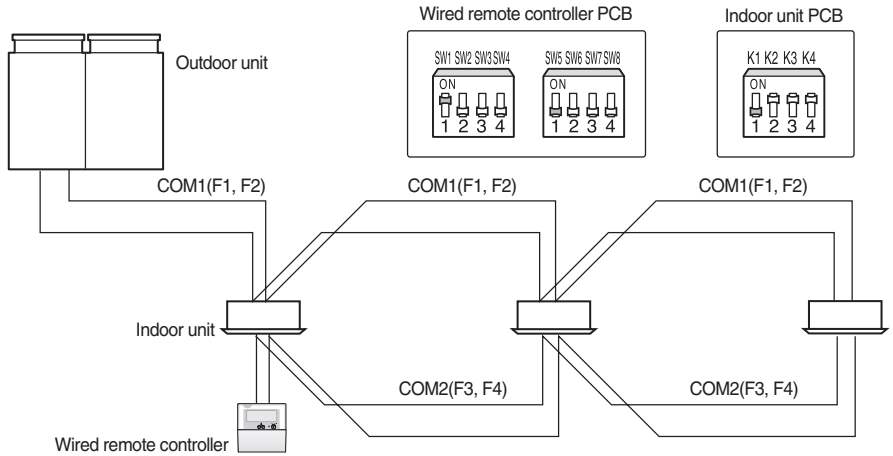 Wired remote controller PCB
Indoor unit PCB
SW1 SW2 SW3 SW4
SW5 SW6 SW7 SW8
K1 K2 K3 K4
ON
ON
ON
1 2 3 4
1 2 3 4
1 2 3 4
Outdoor unit
COM1(F1, F2)
COM1(F1, F2)
COM1(F1, F2)
Indoor unit
COM2(F3, F4)
COM2(F3, F4)
Wired remote controller